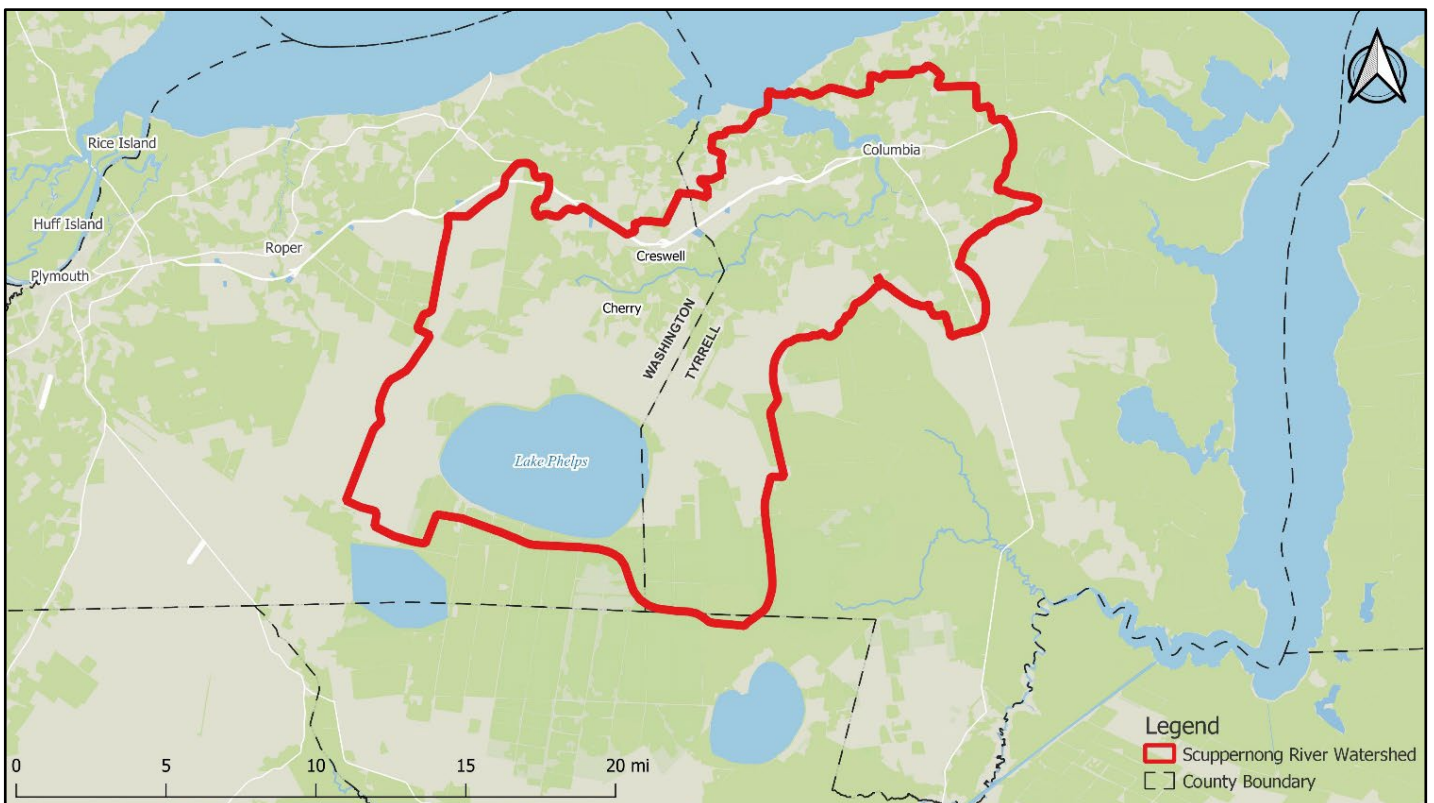 Rice Island
Columbia
Huff Island
Roper
Creswell
Plymouth
Cherry
WASHINGTON
TYRRELL
Lake Phelps
Legend
Scuppernong River Watershed
County Boundary
0 5 10 15 20 mi